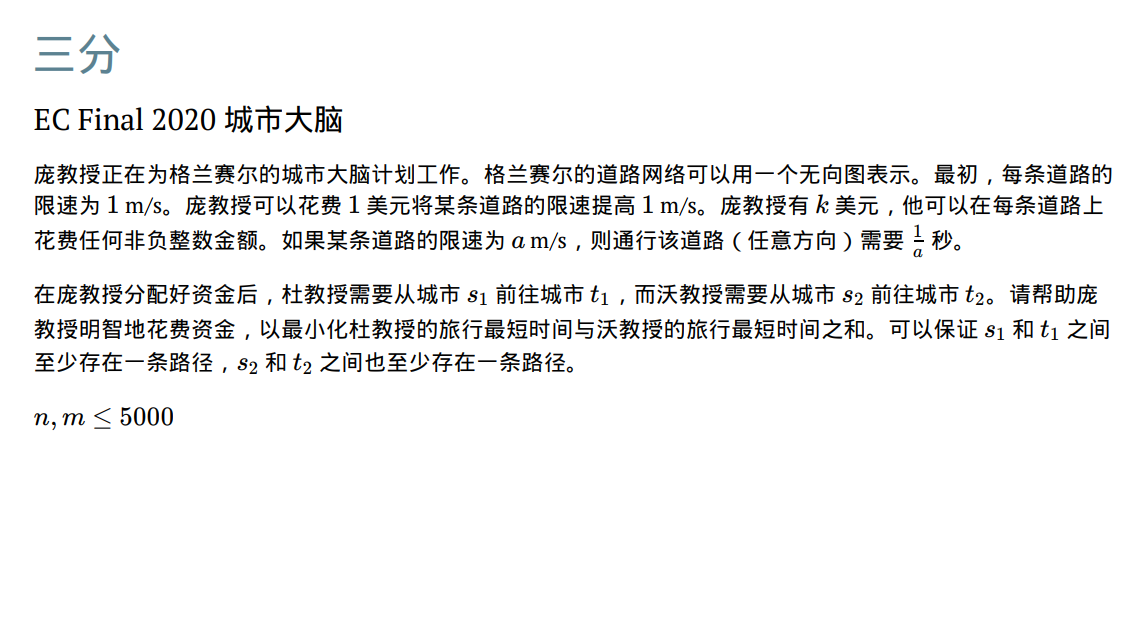 三分
EC Final 2020 城市大脑
庞教授正在为格兰赛尔的城市大脑计划工作。格兰赛尔的道路网络可以用一个无向图表示。最初，每条道路的
限速为 1 m/s。庞教授可以花费 1 美元将某条道路的限速提高 1 m/s。庞教授有 k 美元，他可以在每条道路上
花费任何非负整数金额。如果某条道路的限速为 a m/s，则通行该道路（任意方向）需要 1/a 秒。
在庞教授分配好资金后，杜教授需要从城市 s₁ 前往城市 t₁，而沃教授需要从城市 s₂ 前往城市 t₂。请帮助庞
教授明智地花费资金，以最小化杜教授的旅行最短时间与沃教授的旅行最短时间之和。可以保证 s₁ 和 t₁ 之间
至少存在一条路径，s₂ 和 t₂ 之间也至少存在一条路径。
n, m ≤ 5000